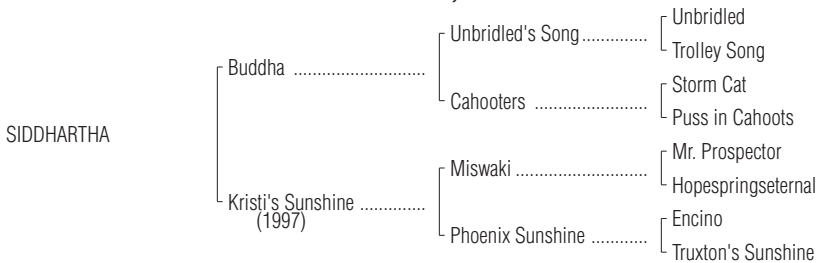 Unbridled
Unbridled's Song ..............
Trolley Song
Buddha ............................
Storm Cat
Cahooters ........................
Puss in Cahoots
SIDDHARTHA
Mr. Prospector
Miswaki ............................
Hopespringseternal
Kristi's Sunshine ..............
(1997)
Encino
Phoenix Sunshine ............
Truxton's Sunshine